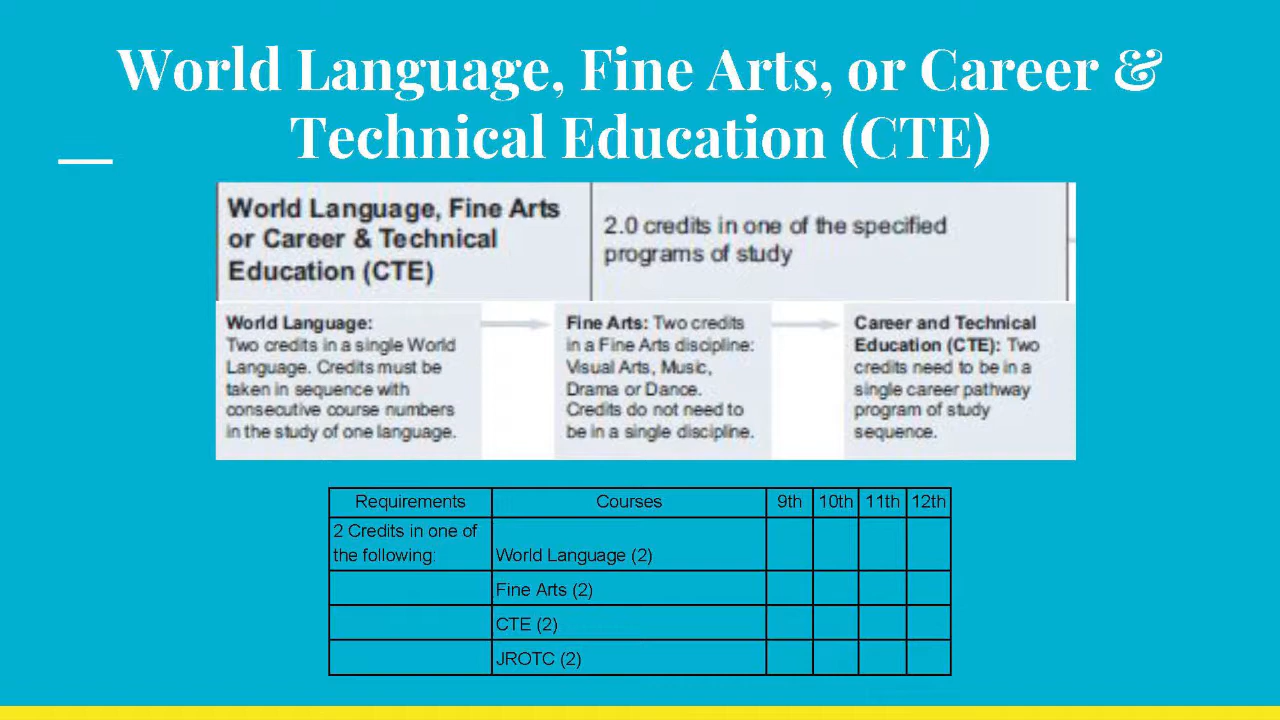 World Language, Fine Arts, or Career &
Technical Education (CTE)
World Language, Fine Arts
or Career & Technical
Education (CTE)
2.0 credits in one of the specified
programs of study
World Language:
Two credits in a single World
Language. Credits must be
taken in sequence with
consecutive course numbers
in the study of one language.
Fine Arts: Two credits
in a Fine Arts discipline:
Visual Arts, Music,
Drama or Dance.
Credits do not need to
be in a single discipline.
Career and Technical
Education (CTE): Two
credits need to be in a
single career pathway
program of study
sequence.
Requirements Courses 9th 10th 11th 12th
2 Credits in one of
the following: World Language (2)
Fine Arts (2)
CTE (2)
JROTC (2)